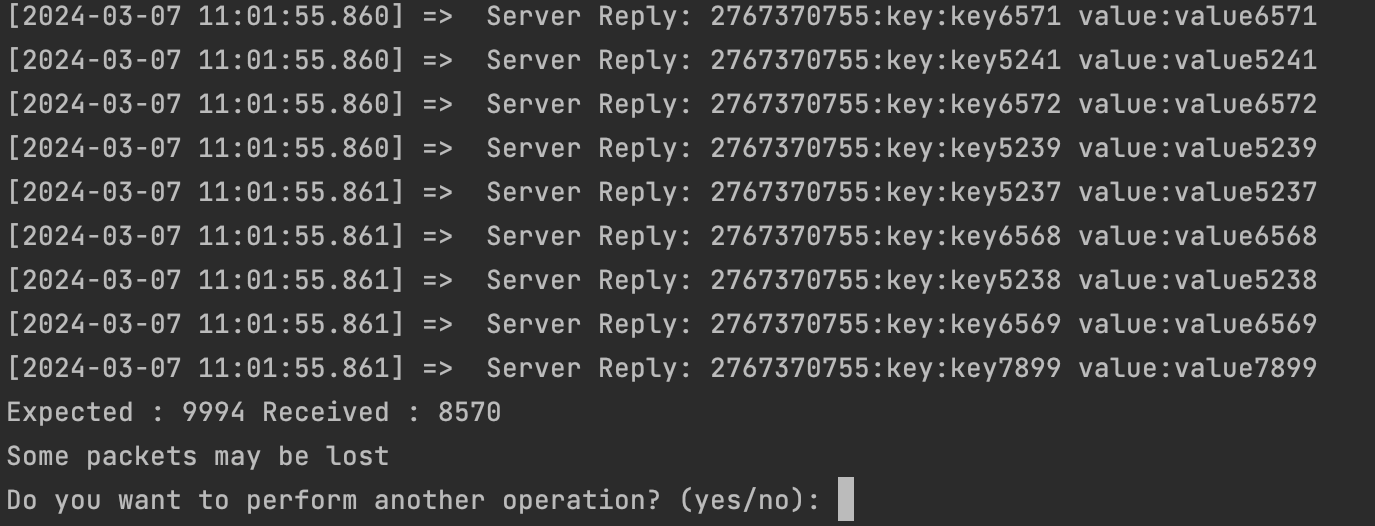 [2024-03-07 11:01:55.860] =>  Server Reply: 2767370755:key:key6571 value:value6571
[2024-03-07 11:01:55.860] =>  Server Reply: 2767370755:key:key5241 value:value5241
[2024-03-07 11:01:55.860] =>  Server Reply: 2767370755:key:key6572 value:value6572
[2024-03-07 11:01:55.860] =>  Server Reply: 2767370755:key:key5239 value:value5239
[2024-03-07 11:01:55.861] =>  Server Reply: 2767370755:key:key5237 value:value5237
[2024-03-07 11:01:55.861] =>  Server Reply: 2767370755:key:key6568 value:value6568
[2024-03-07 11:01:55.861] =>  Server Reply: 2767370755:key:key5238 value:value5238
[2024-03-07 11:01:55.861] =>  Server Reply: 2767370755:key:key6569 value:value6569
[2024-03-07 11:01:55.861] =>  Server Reply: 2767370755:key:key7899 value:value7899
Expected : 9994 Received : 8570
Some packets may be lost
Do you want to perform another operation? (yes/no):